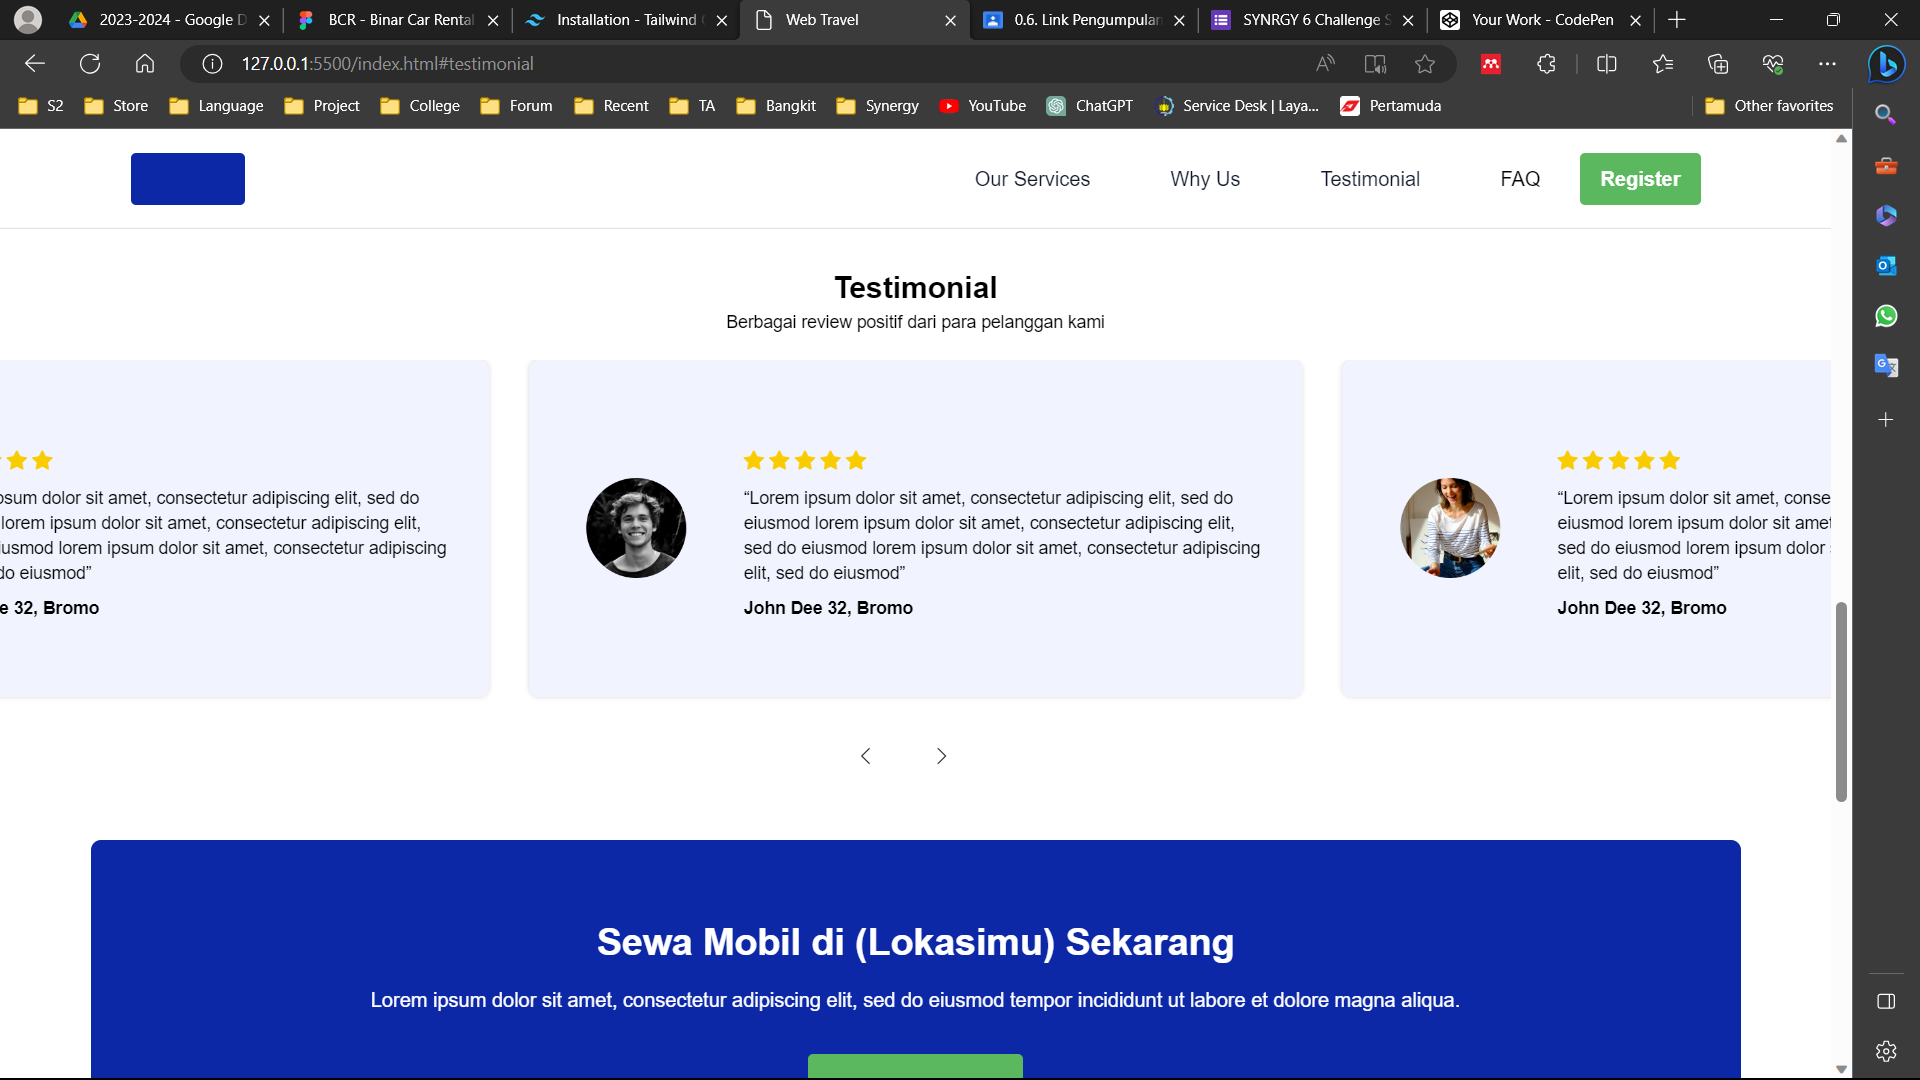 2023-2024 - Google D
BCR - Binar Car Rental
Installation - Tailwind
Web Travel
0.6. Link Pengumpulan
SYNRGY 6 Challenge S
Your Work - CodePen
127.0.0.1:5500/index.html#testimonial
S2
Store
Language
Project
College
Forum
Recent
TA
Bangkit
Synergy
YouTube
ChatGPT
Service Desk | Laya...
Pertamuda
Other favorites
Our Services
Why Us
Testimonial
FAQ
Register
Testimonial
Berbagai review positif dari para pelanggan kami
dolor sit amet, consectetur adipiscing elit, sed do
lorem ipsum dolor sit amet, consectetur adipiscing elit,
lorem ipsum dolor sit amet, consectetur adipiscing
do eiusmod”
32, Bromo
“Lorem ipsum dolor sit amet, consectetur adipiscing elit, sed do
eiusmod lorem ipsum dolor sit amet, consectetur adipiscing elit,
sed do eiusmod lorem ipsum dolor sit amet, consectetur adipiscing
elit, sed do eiusmod”
John Dee 32, Bromo
“Lorem ipsum dolor sit amet, conse
eiusmod lorem ipsum dolor sit amet
sed do eiusmod lorem ipsum dolor
elit, sed do eiusmod”
John Dee 32, Bromo
Sewa Mobil di (Lokasimu) Sekarang
Lorem ipsum dolor sit amet, consectetur adipiscing elit, sed do eiusmod tempor incididunt ut labore et dolore magna aliqua.